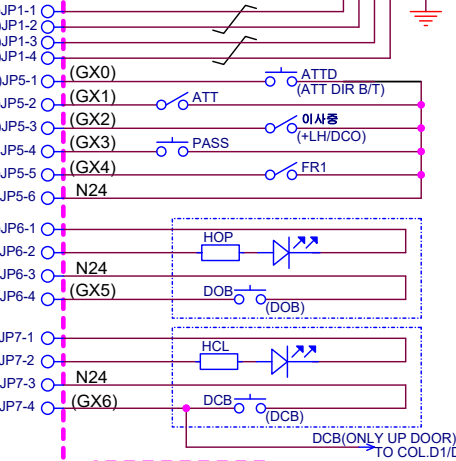 JP1-1
JP1-2
JP1-3
JP1-4
JP5-1 (GX0) ATTD
(ATT DIR B/T)
JP5-2 (GX1) ATT
JP5-3 (GX2) 이사중
(+LH/DCO)
JP5-4 (GX3) PASS
JP5-5 (GX4) FR1
JP5-6 N24
JP6-1
HOP
JP6-2
JP6-3 N24
JP6-4 (GX5) DOB
(DOB)
JP7-1
HCL
JP7-2
JP7-3 N24
JP7-4 (GX6) DCB
(DCB)
DCB(ONLY UP DOOR)
TO COL.D1/D